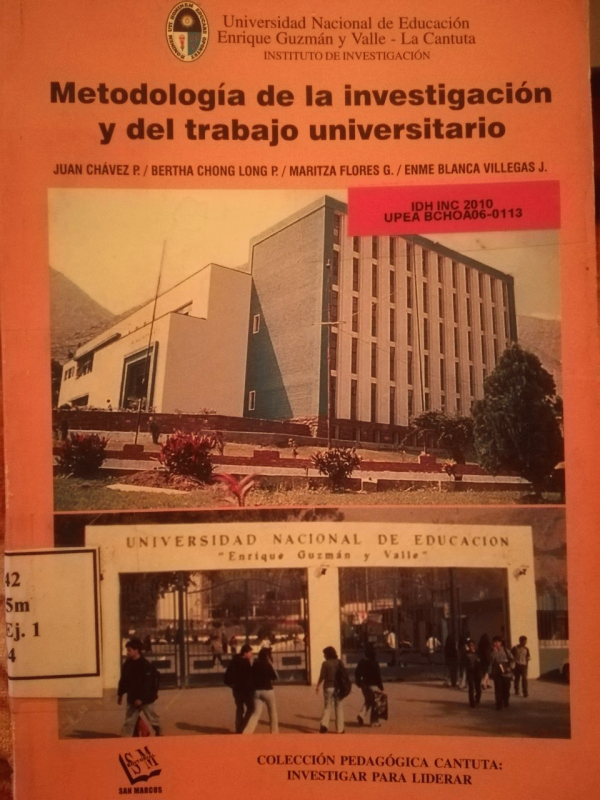 Universidad Nacional de Educación
Enrique Guzmán y Valle - La Cantuta
INSTITUTO DE INVESTIGACIÓN
Metodología de la investigación
y del trabajo universitario
JUAN CHÁVEZ P. / BERTHA CHONG LONG P. / MARITZA FLORES G. / ENME BLANCA VILLEGAS J.
IDH INC 2010
UPEA BCHOA06-0113
UNIVERSIDAD NACIONAL DE EDUCACION
"Enrique Guzmán y Valle"
42
5m
Ej. 1
4
S M
SAN MARCOS
COLECCIÓN PEDAGÓGICA CANTUTA:
INVESTIGAR PARA LIDERAR